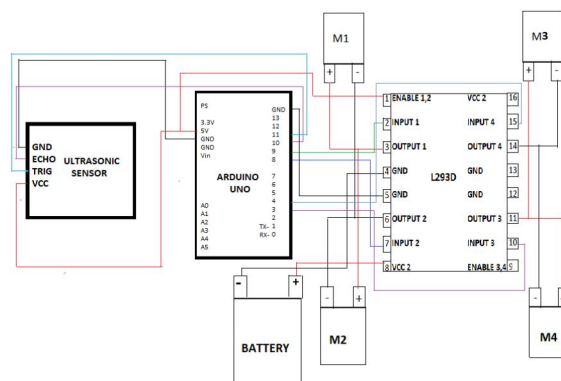 M1
+ -
M3
+ -
GND
ECHO
TRIG
VCC
ULTRASONIC
SENSOR
PS
3.3V
5V
GND
GND
Vin
A0
A1
A2
A3
A4
A5
ARDUINO
UNO
GND
13
12
11
10
9
8
7
6
5
4
3
2
TX- 1
RX- 0
1 ENABLE 1,2
2 INPUT 1
3 OUTPUT 1
4 GND
5 GND
6 OUTPUT 2
7 INPUT 2
8 VCC 2
L293D
VCC 2 16
INPUT 4 15
OUTPUT 4 14
GND 13
GND 12
OUTPUT 3 11
INPUT 3 10
ENABLE 3,4 9
- +
BATTERY
- +
M2
- +
M4